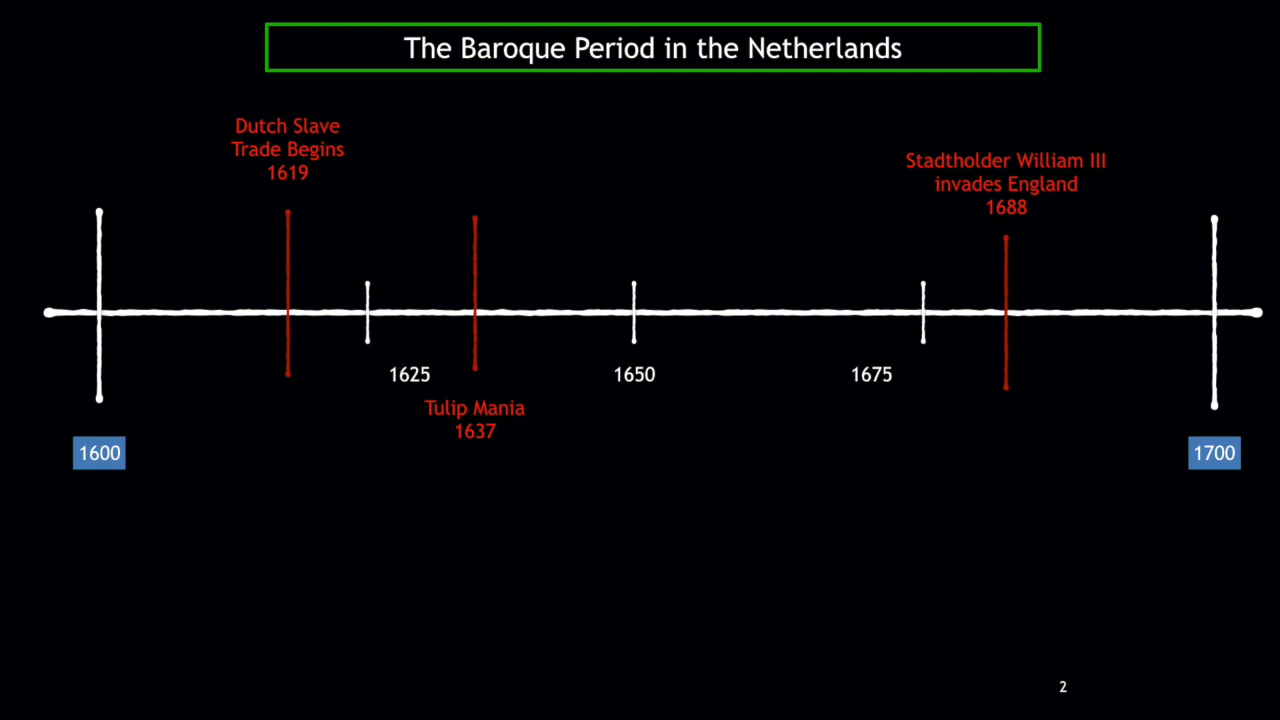 The Baroque Period in the Netherlands
Dutch Slave
Trade Begins
1619
Stadtholder William III
invades England
1688
1625
1650
1675
Tulip Mania
1637
1600
1700
2